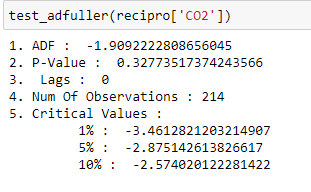 test_adfuller(recipro['CO2'])
1. ADF :  -1.9092222808656045
2. P-Value :  0.32773517374243566
3.  Lags :  0
4. Num Of Observations : 214
5. Critical Values :
1% :  -3.4612821203214907
5% :  -2.875142613826617
10% :  -2.574020122281422